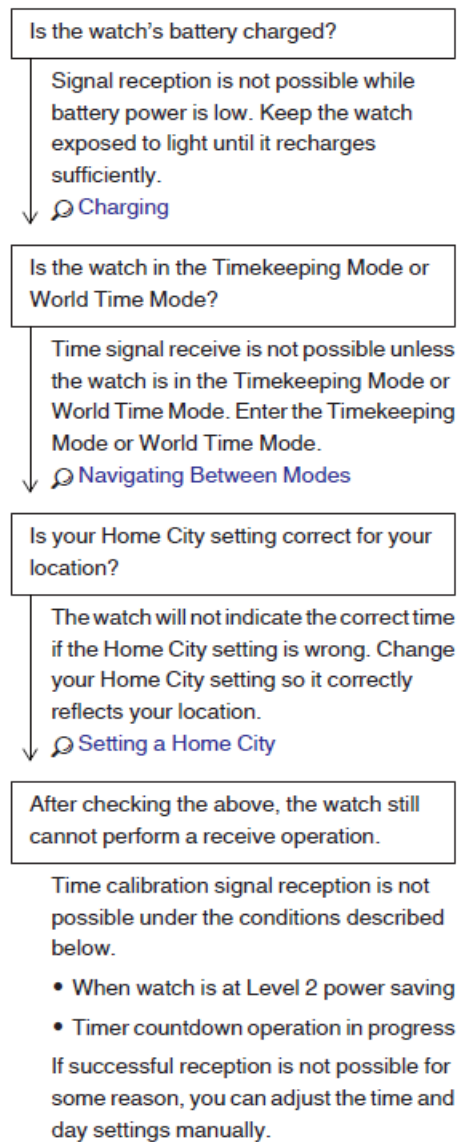 Is the watch's battery charged?
Signal reception is not possible while
battery power is low. Keep the watch
exposed to light until it recharges
sufficiently.
Charging
Is the watch in the Timekeeping Mode or
World Time Mode?
Time signal receive is not possible unless
the watch is in the Timekeeping Mode or
World Time Mode. Enter the Timekeeping
Mode or World Time Mode.
Navigating Between Modes
Is your Home City setting correct for your
location?
The watch will not indicate the correct time
if the Home City setting is wrong. Change
your Home City setting so it correctly
reflects your location.
Setting a Home City
After checking the above, the watch still
cannot perform a receive operation.
Time calibration signal reception is not
possible under the conditions described
below.
• When watch is at Level 2 power saving
• Timer countdown operation in progress
If successful reception is not possible for
some reason, you can adjust the time and
day settings manually.